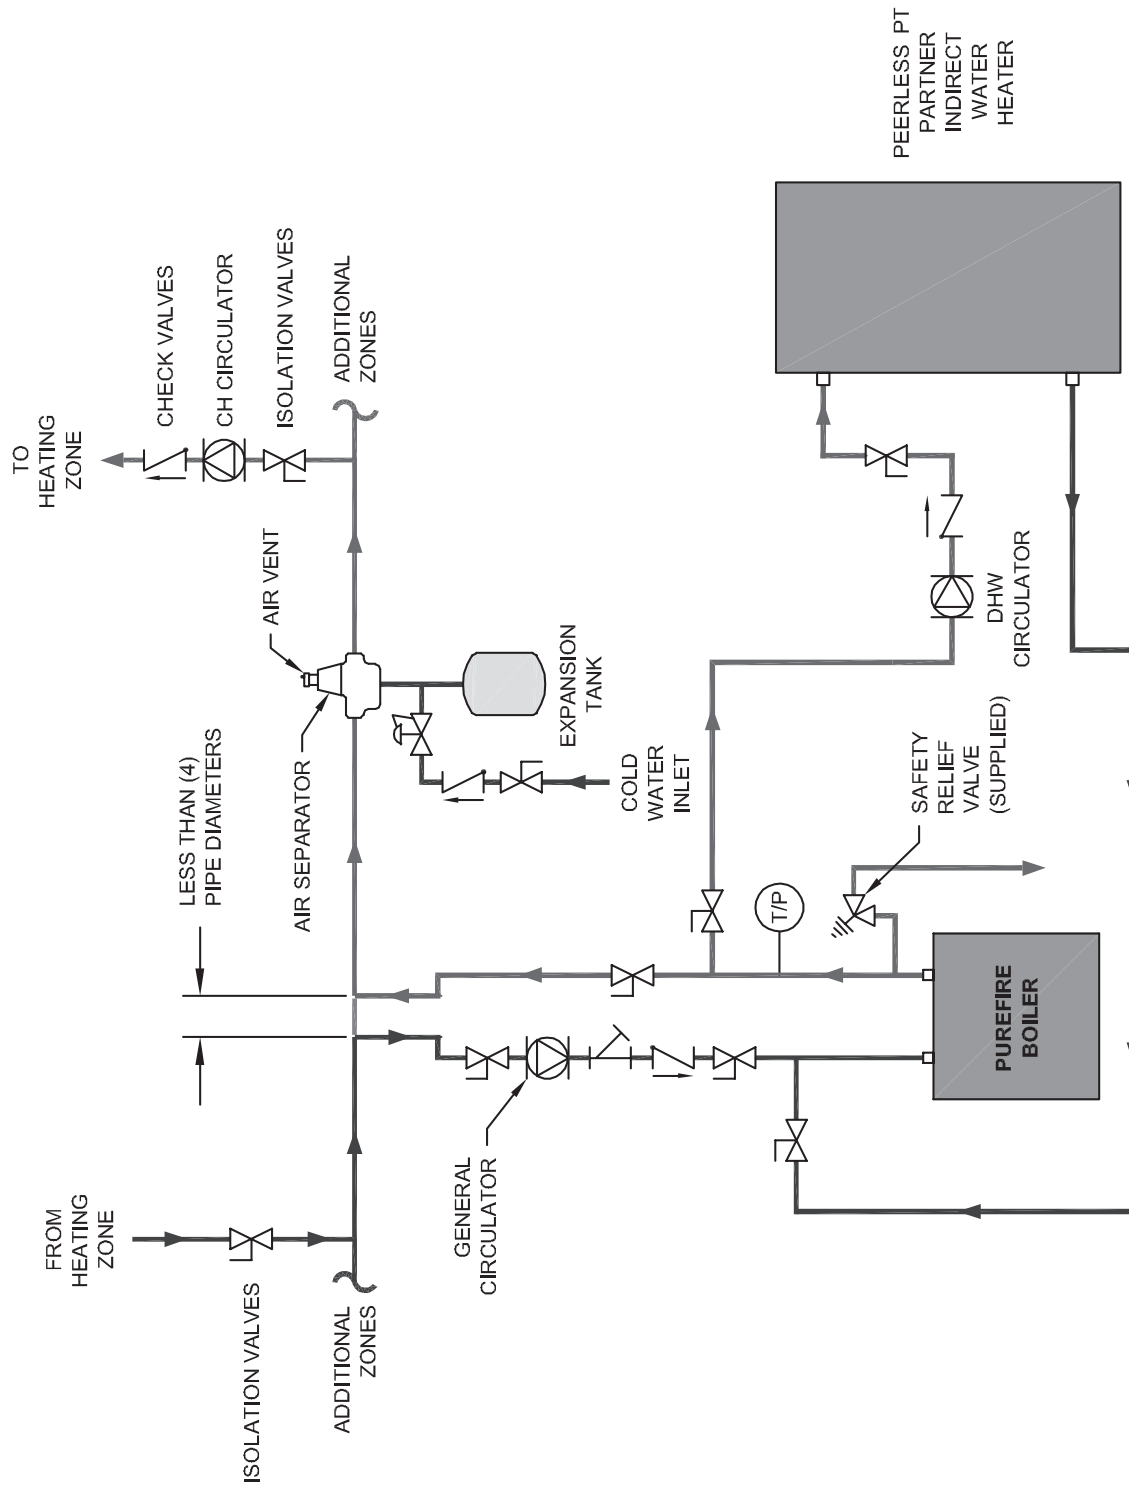 TO
HEATING
ZONE
CHECK VALVES
CH CIRCULATOR
ISOLATION VALVES
ADDITIONAL
ZONES
AIR VENT
AIR SEPARATOR
LESS THAN (4)
PIPE DIAMETERS
EXPANSION
TANK
COLD
WATER
INLET
FROM
HEATING
ZONE
ISOLATION VALVES
ADDITIONAL
ZONES
GENERAL
CIRCULATOR
T/P
SAFETY
RELIEF
VALVE
(SUPPLIED)
PUREFIRE
BOILER
DHW
CIRCULATOR
PEERLESS PT
PARTNER
INDIRECT
WATER
HEATER